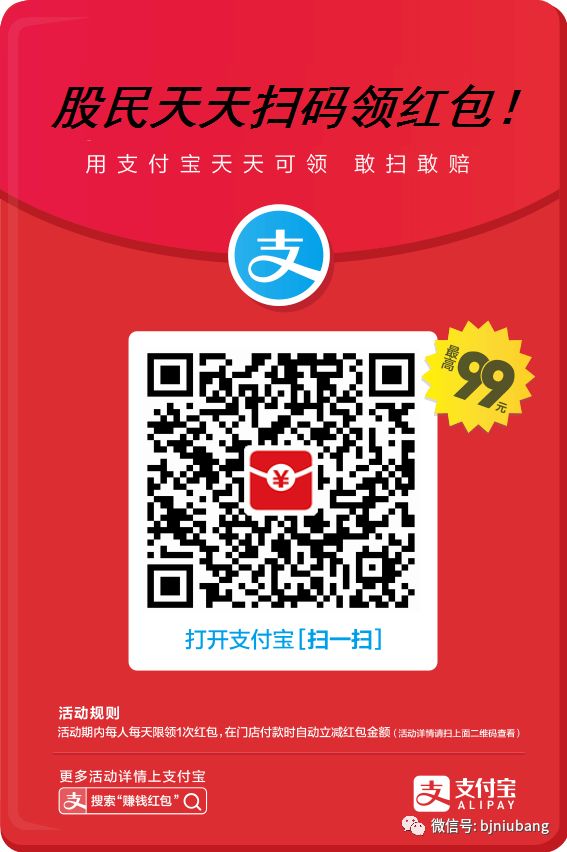 股民天天扫码领红包！
用支付宝天天可领 敢扫敢赔
支
最高
99
元
¥
打开支付宝[扫一扫]
活动规则
活动期内每人每天限领1次红包，在门店付款时自动立减红包金额（活动详情请扫上面二维码查看）
更多活动详情上支付宝
支 搜索“赚钱红包”
支 支付宝
ALIPAY
微信号: bjniubang